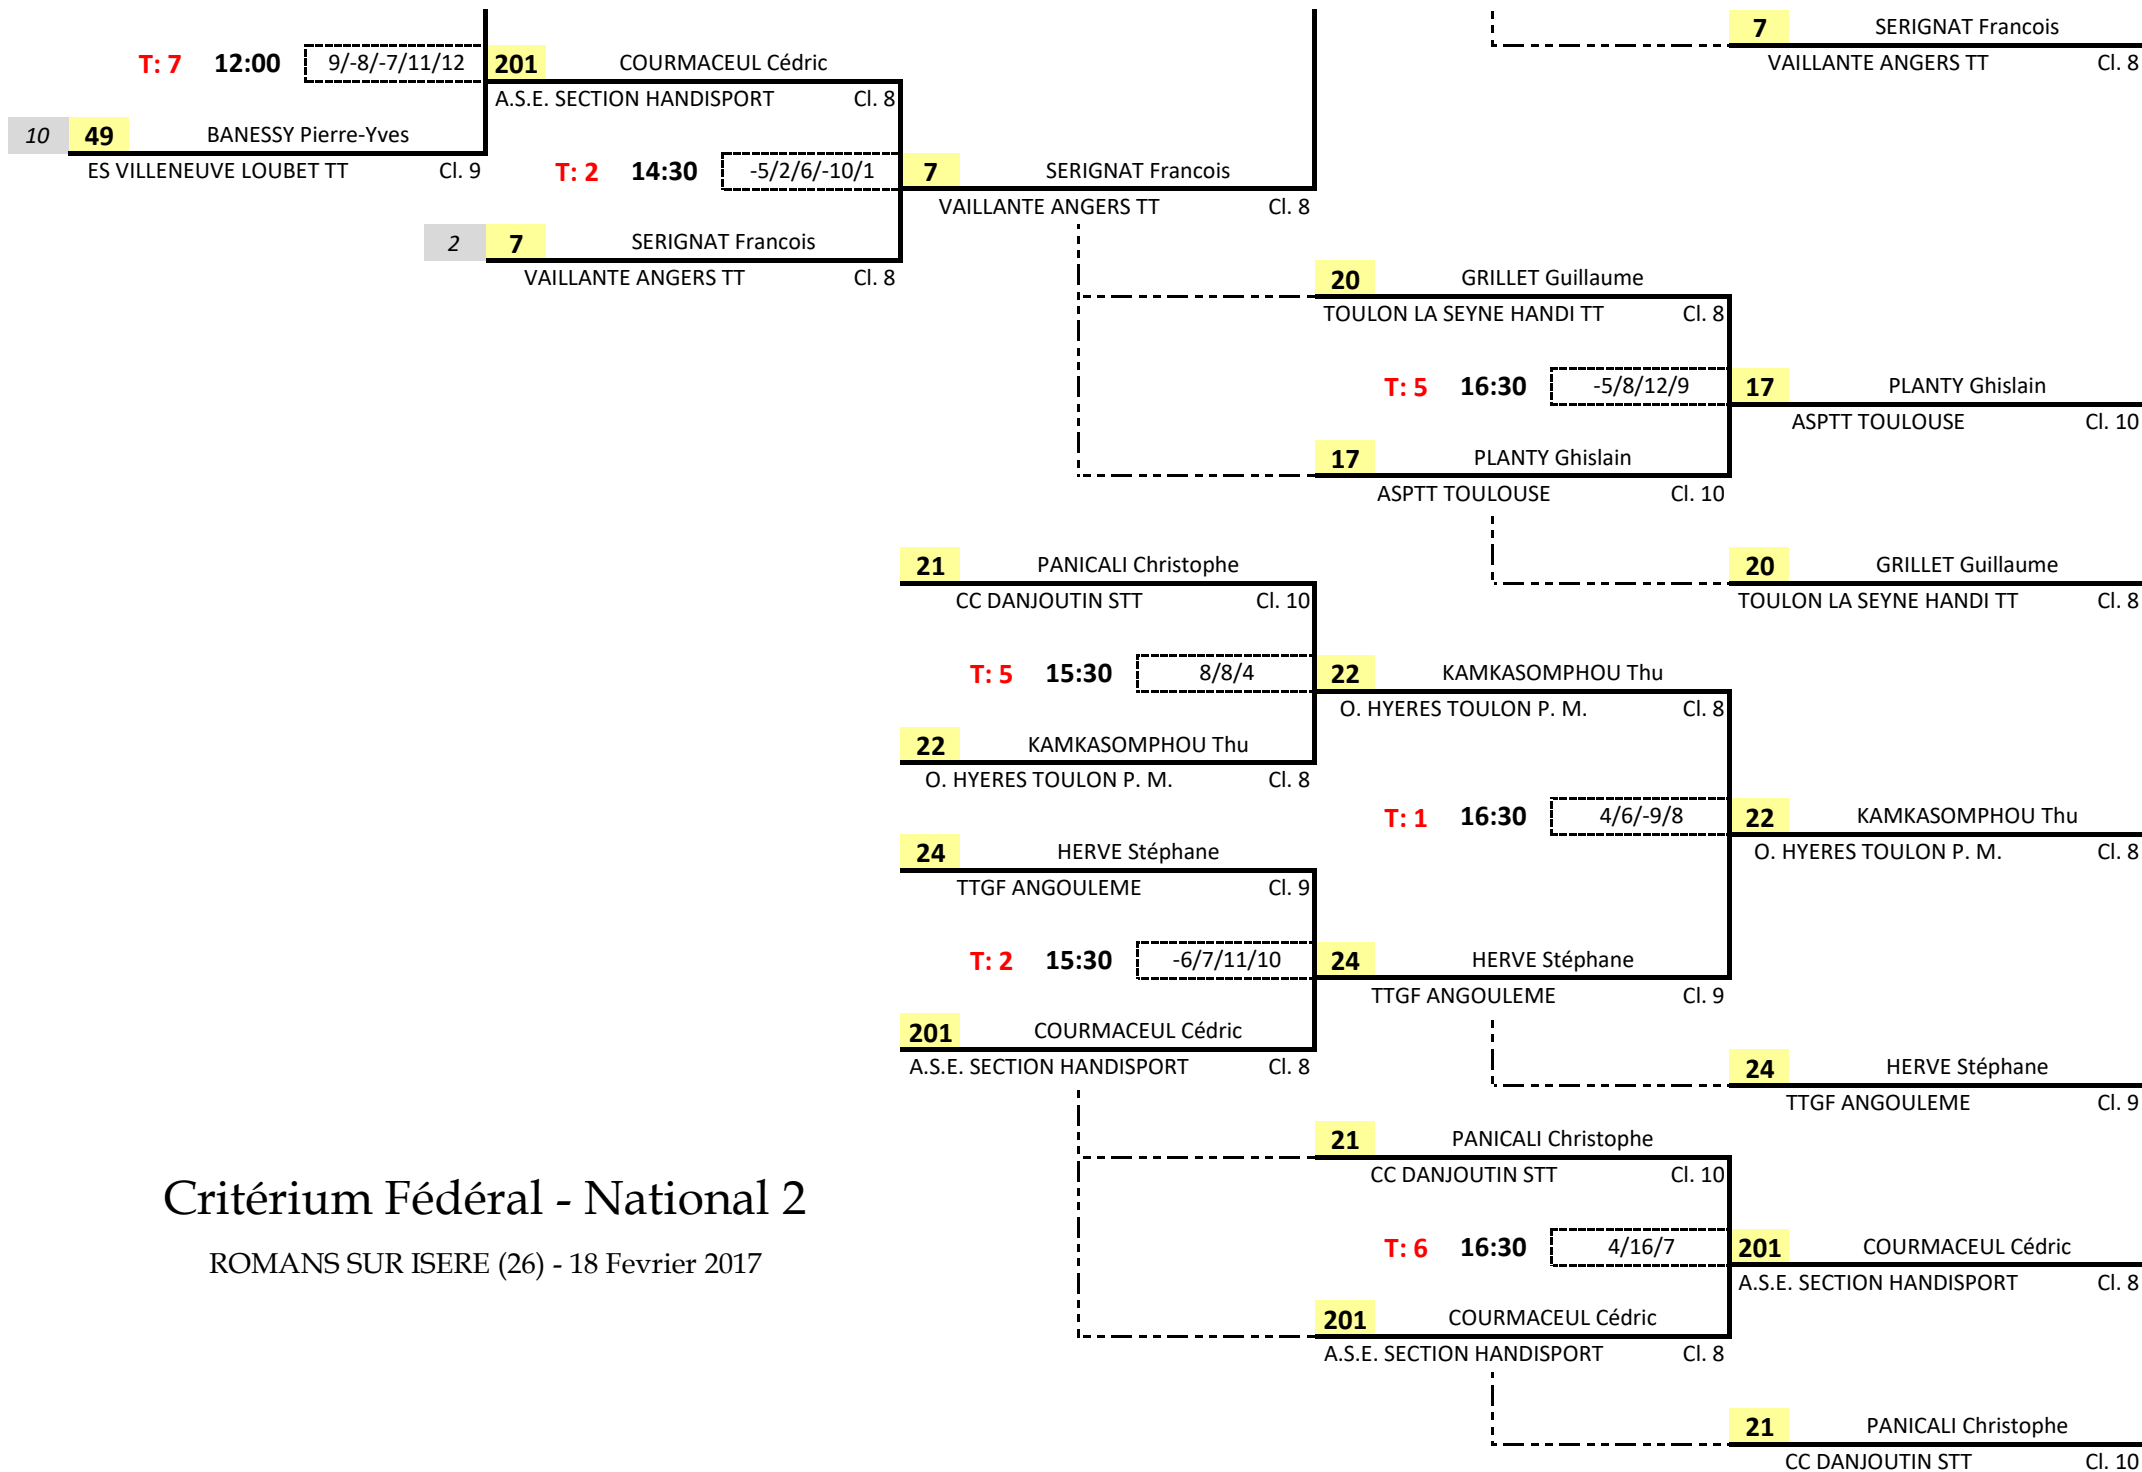 7 SERIGNAT Francois
VAILLANTE ANGERS TT Cl. 8
T: 7 12:00 9/-8/-7/11/12 201 COURMACEUL Cédric
A.S.E. SECTION HANDISPORT Cl. 8
10 49 BANESSY Pierre-Yves
ES VILLENEUVE LOUBET TT Cl. 9
T: 2 14:30 -5/2/6/-10/1 7 SERIGNAT Francois
VAILLANTE ANGERS TT Cl. 8
2 7 SERIGNAT Francois
VAILLANTE ANGERS TT Cl. 8
20 GRILLET Guillaume
TOULON LA SEYNE HANDI TT Cl. 8
T: 5 16:30 -5/8/12/9 17 PLANTY Ghislain
ASPTT TOULOUSE Cl. 10
17 PLANTY Ghislain
ASPTT TOULOUSE Cl. 10
21 PANICALI Christophe
CC DANJOUTIN STT Cl. 10
20 GRILLET Guillaume
TOULON LA SEYNE HANDI TT Cl. 8
T: 5 15:30 8/8/4 22 KAMKASOMPHOU Thu
O. HYERES TOULON P. M. Cl. 8
22 KAMKASOMPHOU Thu
O. HYERES TOULON P. M. Cl. 8
T: 1 16:30 4/6/-9/8 22 KAMKASOMPHOU Thu
O. HYERES TOULON P. M. Cl. 8
24 HERVE Stéphane
TTGF ANGOULEME Cl. 9
T: 2 15:30 -6/7/11/10 24 HERVE Stéphane
TTGF ANGOULEME Cl. 9
201 COURMACEUL Cédric
A.S.E. SECTION HANDISPORT Cl. 8
24 HERVE Stéphane
TTGF ANGOULEME Cl. 9
21 PANICALI Christophe
CC DANJOUTIN STT Cl. 10
Critérium Fédéral - National 2
ROMANS SUR ISERE (26) - 18 Fevrier 2017
T: 6 16:30 4/16/7 201 COURMACEUL Cédric
A.S.E. SECTION HANDISPORT Cl. 8
201 COURMACEUL Cédric
A.S.E. SECTION HANDISPORT Cl. 8
21 PANICALI Christophe
CC DANJOUTIN STT Cl. 10